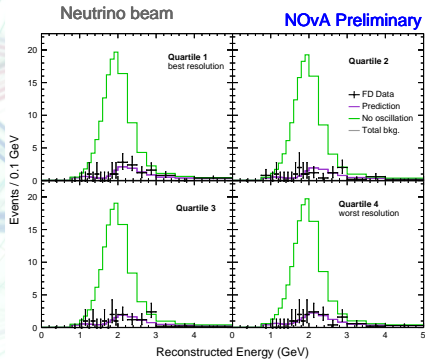 Neutrino beam
NOvA Preliminary
Events / 0.1 GeV
20
15
10
5
0
Quartile 1
best resolution
Quartile 2
FD Data
Prediction
No oscillation
Total bkg.
20
15
10
5
0
Quartile 3
Quartile 4
worst resolution
0 1 2 3 4 0 1 2 3 4 5
Reconstructed Energy (GeV)